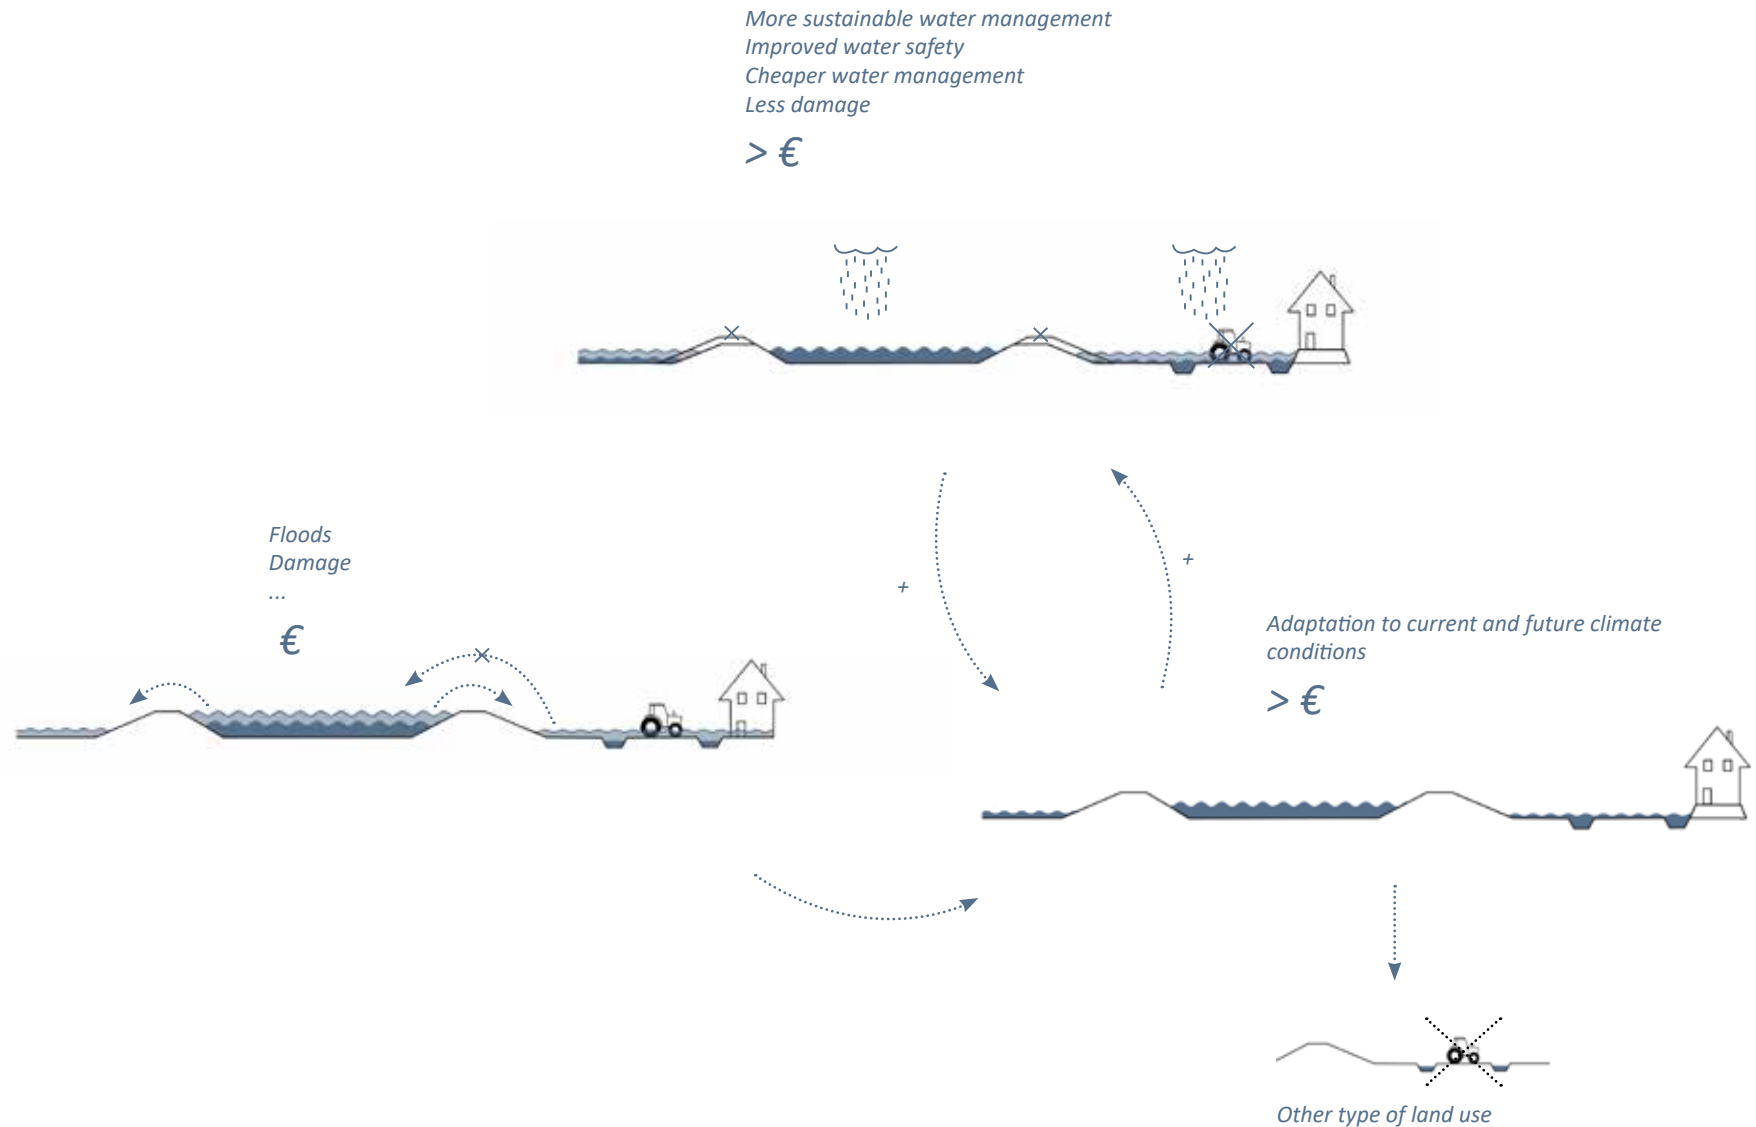 More sustainable water management
Improved water safety
Cheaper water management
Less damage
> €
Floods
Damage
...
€
+
+
Adaptation to current and future climate
conditions
> €
Other type of land use